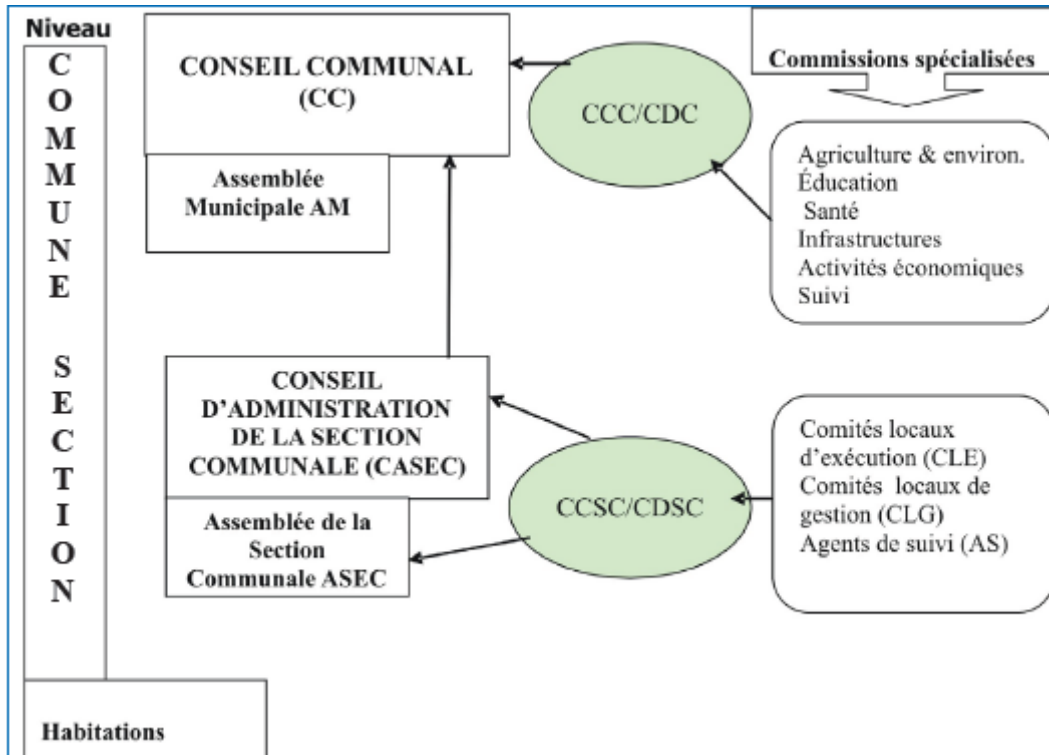 Niveau
COMMUNE SECTION
CONSEIL COMMUNAL
(CC)
Assemblée
Municipale AM
CCC/CDC
Commissions spécialisées
Agriculture & environ.
Éducation
Santé
Infrastructures
Activités économiques
Suivi
CONSEIL
D'ADMINISTRATION
DE LA SECTION
COMMUNALE (CASEC)
Assemblée de la
Section
Communale ASEC
CCSC/CDSC
Comités locaux
d'exécution (CLE)
Comités locaux de
gestion (CLG)
Agents de suivi (AS)
Habitations